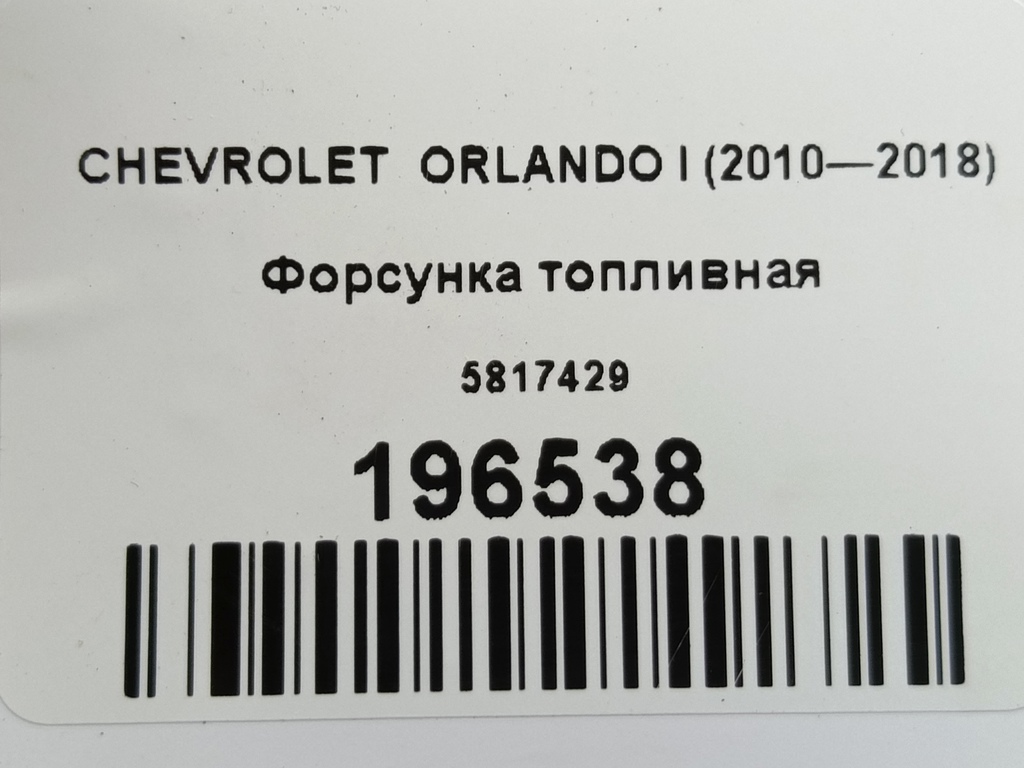 CHEVROLET ORLANDO I (2010—2018)
Форсунка топливная
5817429
196538